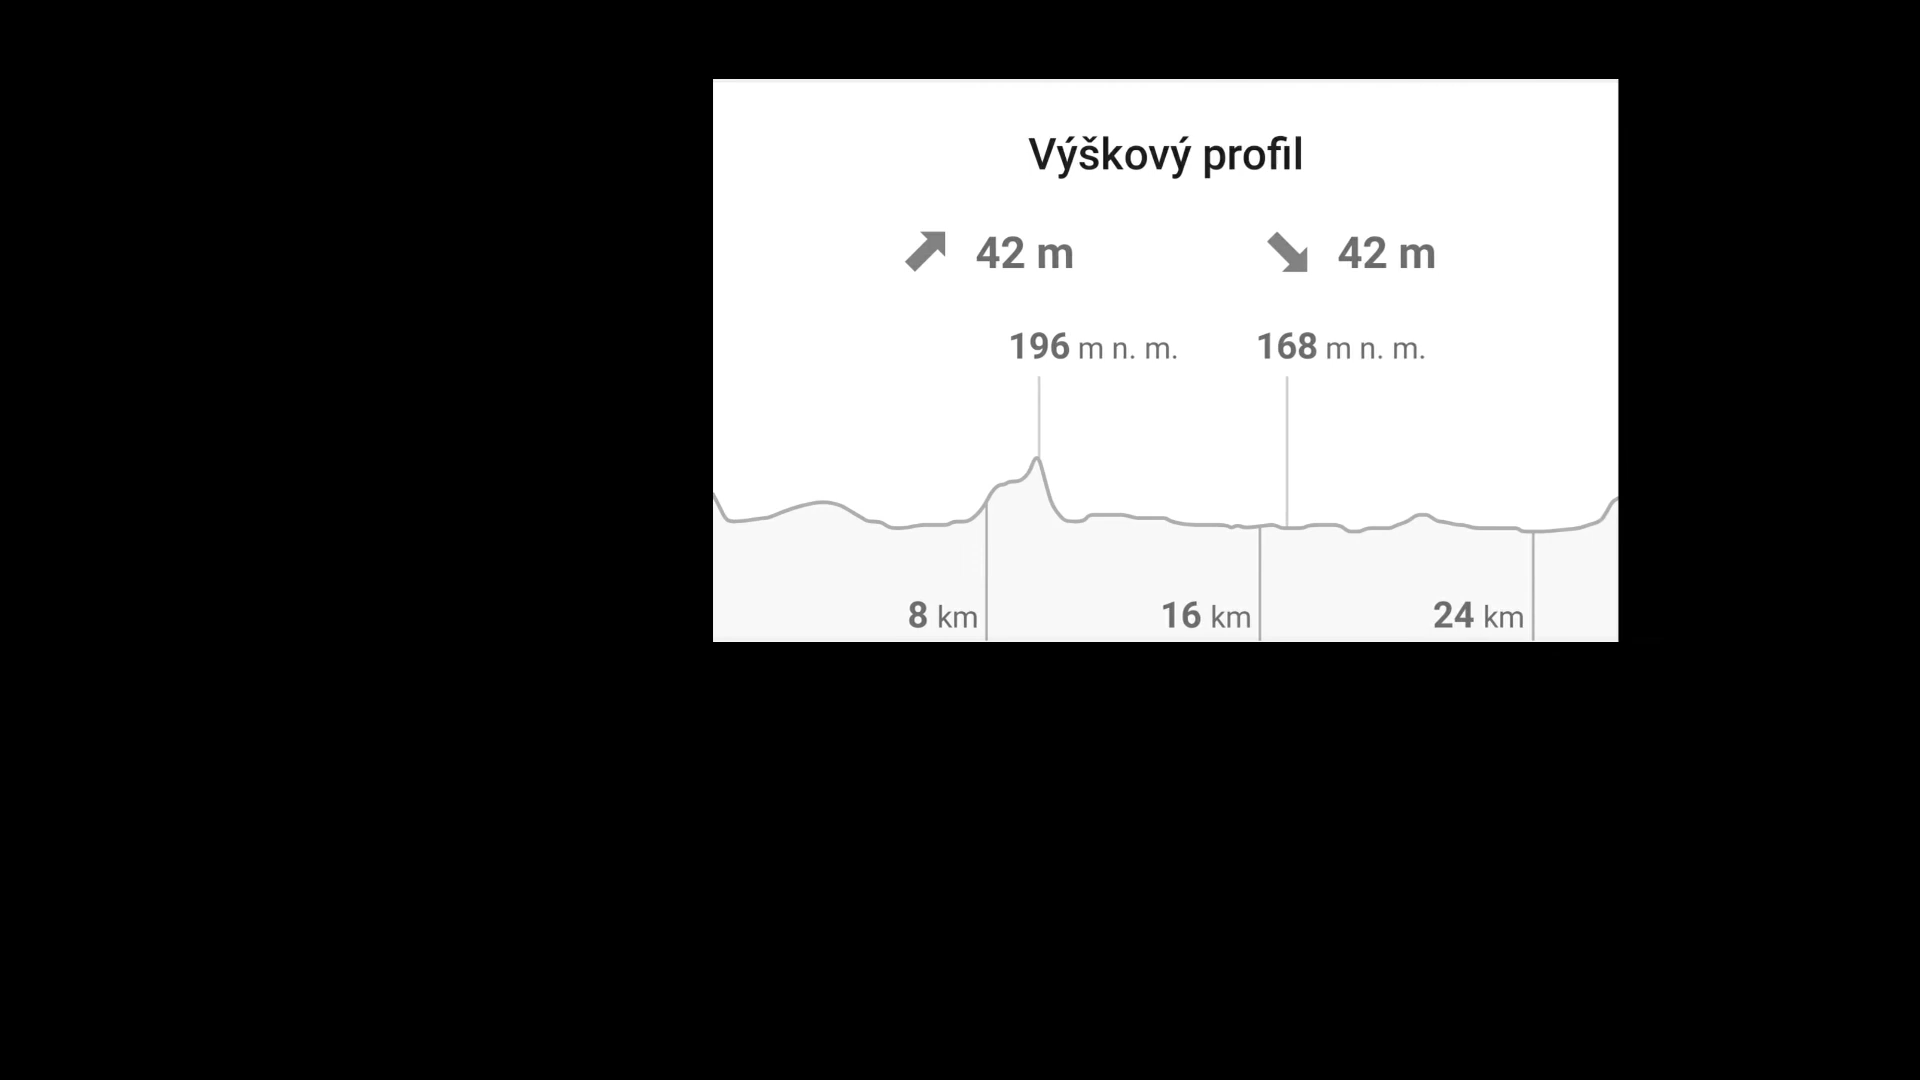 Výškový profil
42 m 42 m
196 m n. m. 168 m n. m.
8 km 16 km 24 km